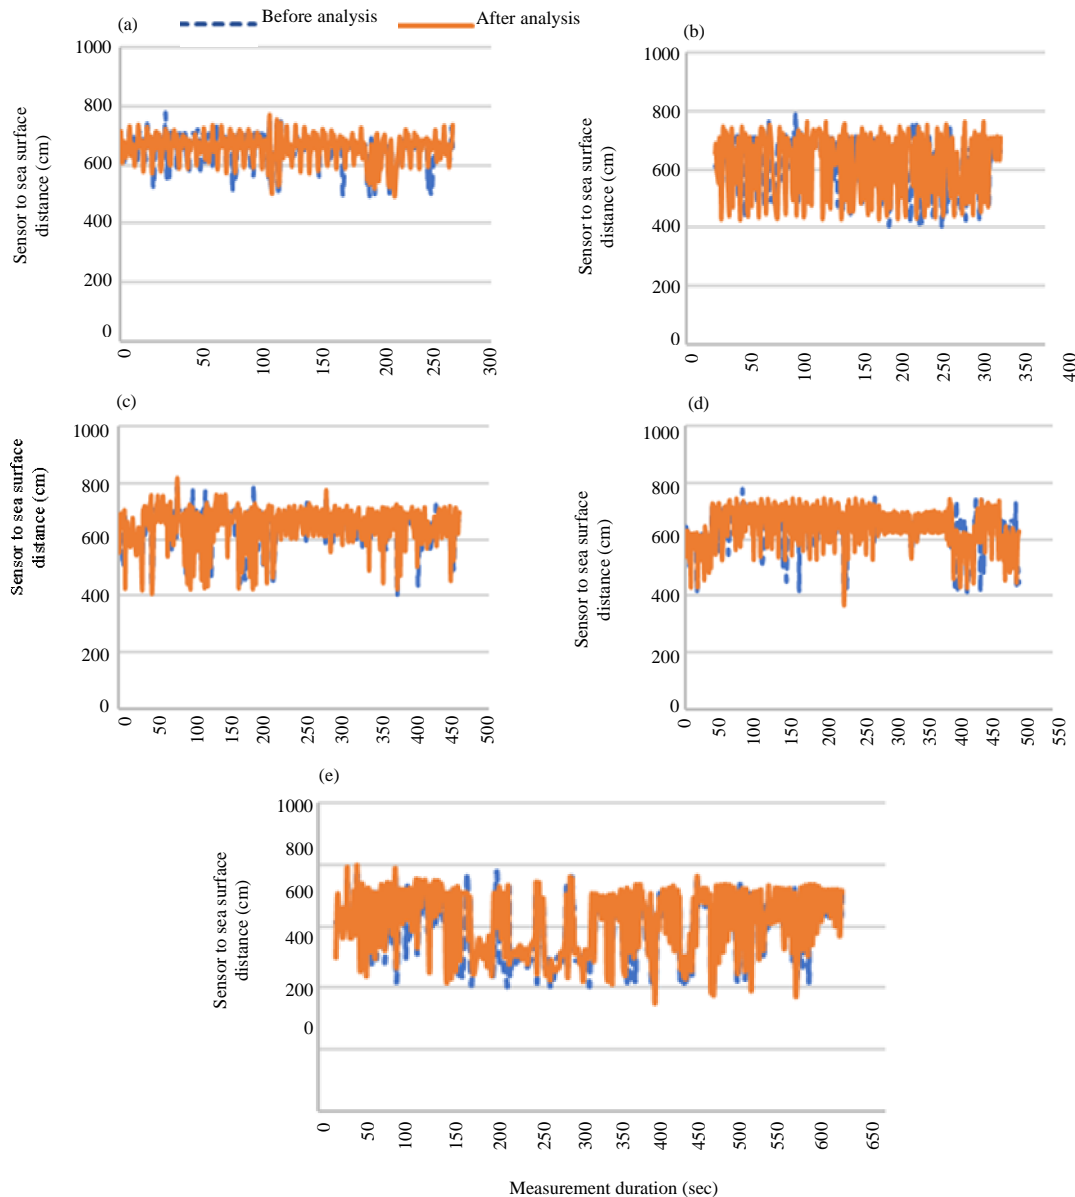 (a) Before analysis After analysis
1000
800
600
400
200
0
Sensor to sea surface
distance (cm)
0 50 100 150 200 250 300
(b)
1000
800
600
400
200
0
Sensor to sea surface
distance (cm)
0 50 100 150 200 250 300 350 400
(c)
1000
800
600
400
200
0
Sensor to sea surface
distance (cm)
0 50 100 150 200 250 300 350 400 450 500
(d)
1000
800
600
400
200
0
Sensor to sea surface
distance (cm)
0 50 100 150 200 250 300 350 400 450 500 550
(e)
1000
800
600
400
200
0
Sensor to sea surface
distance (cm)
0 50 100 150 200 250 300 350 400 450 500 550 600 650
Measurement duration (sec)